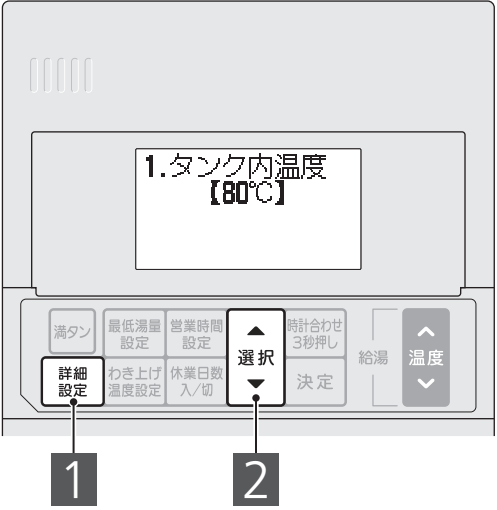 1.タンク内温度
【80℃】
満タン
最低湯量
設定
営業時間
設定
▲
選択
▼
時計合わせ
3秒押し
給湯
温度
詳細
設定
わき上げ
温度設定
休業日数
入/切
決定
1
2